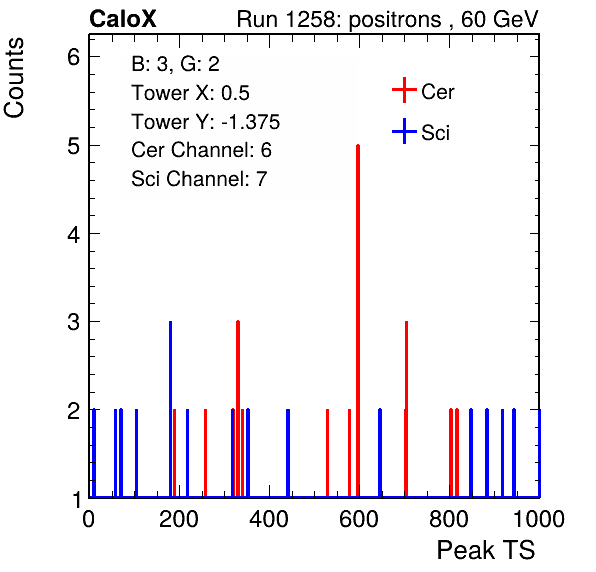 CaloX Run 1258: positrons , 60 GeV
Counts
B: 3, G: 2
Tower X: 0.5
Tower Y: -1.375
Cer Channel: 6
Sci Channel: 7
Cer
Sci
6
5
4
3
2
1
0 200 400 600 800 1000
Peak TS